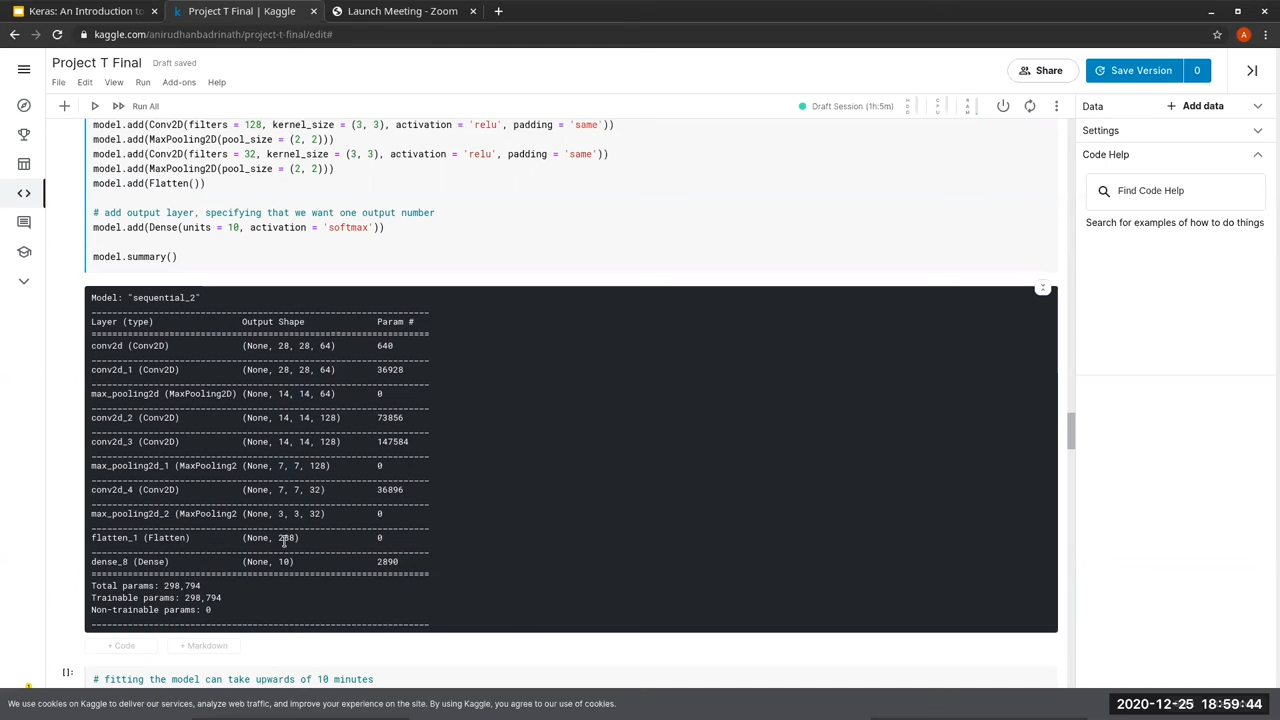 Keras: An Introduction to
Project T Final | Kaggle
Launch Meeting - Zoom
kaggle.com/anirudhanbadrinath/project-t-final/edit#
A
Project T Final Draft saved
File Edit View Run Add-ons Help
Share
Save Version 0
Run All
Draft Session (1h:5m)
HDD CPU RAM
Data
Add data
Settings
Code Help
Find Code Help
Search for examples of how to do things
model.add(Conv2D(filters = 128, kernel_size = (3, 3), activation = 'relu', padding = 'same'))
model.add(MaxPooling2D(pool_size = (2, 2)))
model.add(Conv2D(filters = 32, kernel_size = (3, 3), activation = 'relu', padding = 'same'))
model.add(MaxPooling2D(pool_size = (2, 2)))
model.add(Flatten())
# add output layer, specifying that we want one output number
model.add(Dense(units = 10, activation = 'softmax'))
model.summary()
Model: "sequential_2"
Layer (type) Output Shape Param #
conv2d (Conv2D) (None, 28, 28, 64) 640
conv2d_1 (Conv2D) (None, 28, 28, 64) 36928
max_pooling2d (MaxPooling2D) (None, 14, 14, 64) 0
conv2d_2 (Conv2D) (None, 14, 14, 128) 73856
conv2d_3 (Conv2D) (None, 14, 14, 128) 147584
max_pooling2d_1 (MaxPooling2 (None, 7, 7, 128) 0
conv2d_4 (Conv2D) (None, 7, 7, 32) 36896
max_pooling2d_2 (MaxPooling2 (None, 3, 3, 32) 0
flatten_1 (Flatten) (None, 288) 0
dense_8 (Dense) (None, 10) 2890
Total params: 298,794
Trainable params: 298,794
Non-trainable params: 0
+ Code + Markdown
[]:
# fitting the model can take upwards of 10 minutes
We use cookies on Kaggle to deliver our services, analyze web traffic, and improve your experience on the site. By using Kaggle, you agree to our use of cookies.
2020-12-25 18:59:44